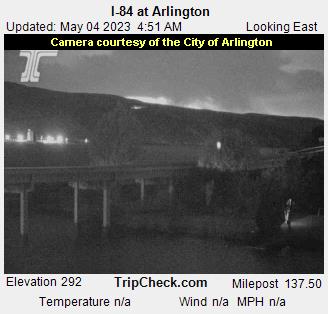 I-84 at Arlington
Updated: May 04 2023 4:51 AM Looking East
Camera courtesy of the City of Arlington
Elevation 292 TripCheck.com Milepost 137.50
Temperature n/a Wind n/a MPH n/a